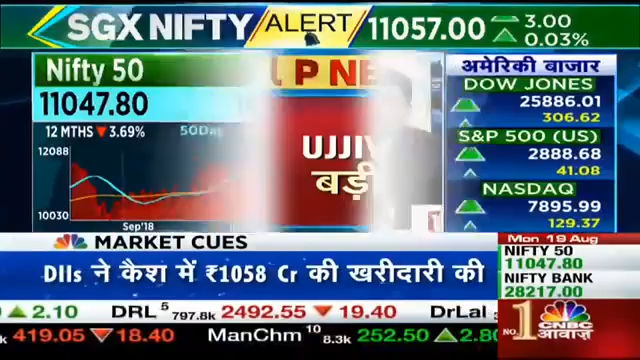 SGX NIFTY
ALERT
11057.00
3.00
0.03%
Nifty 50
11047.80
12 MTHS ▼ 3.69%
12088
10030
Sep'18
बड़ी
अमेरिकी बाजार
DOW JONES
25886.01
306.62
S&P 500 (US)
2888.68
41.08
NASDAQ
7895.99
129.37
MARKET CUES
DIIs ने कैश में ₹1058 Cr की खरीदारी की
Mon 19 Aug
NIFTY 50
11047.80
NIFTY BANK
28217.00
▲ 2.10 DRL 5 797.8k 2492.55 ▼ 19.40 DrLal
419.05 ▼ 18.40 ManChm 10 8.3k 252.50 ▲ 2.80
No.1 CNBC
आवाज़